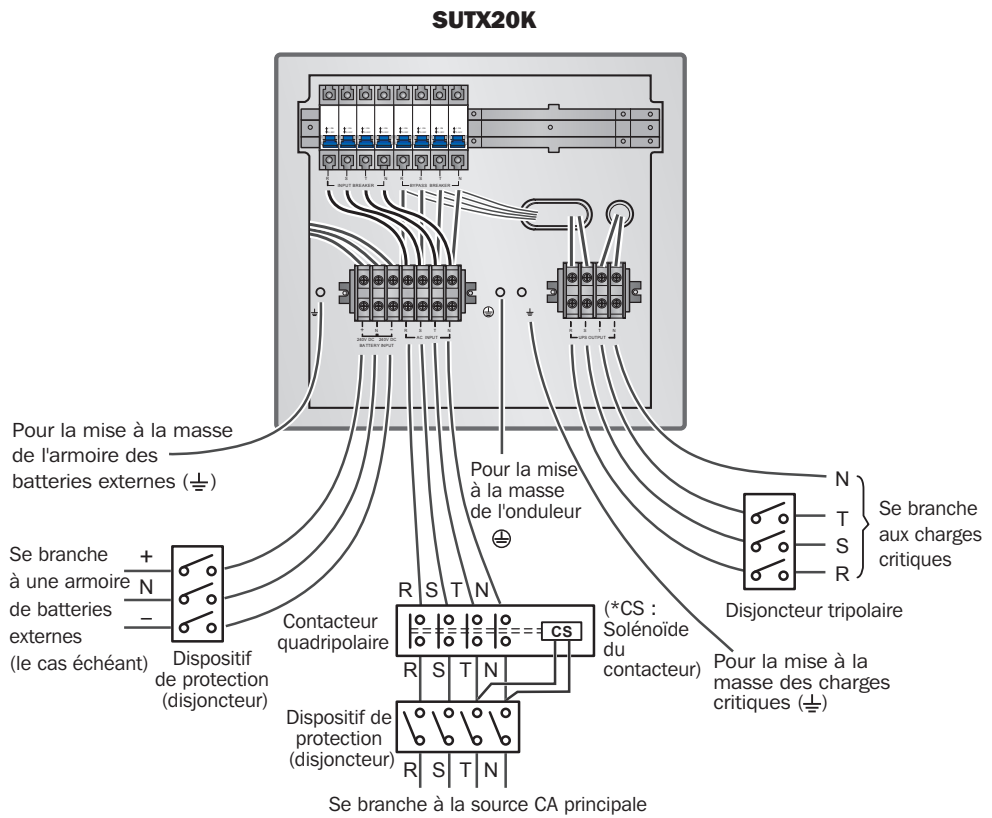 SUTX20K
R S T N R S T N
INPUT BREAKER BYPASS BREAKER
+ N - R S T N
240V DC 240V DC
BATTERY INPUT
AC INPUT
R S T N
UPS OUTPUT
Pour la mise à la masse
de l'armoire des
batteries externes (⏚)
Pour la mise
à la masse
de l'onduleur
N
T
S
R
Se branche
aux charges
critiques
Disjoncteur tripolaire
Se branche
à une armoire
de batteries
externes
(le cas échéant)
+
N
–
Dispositif
de protection
(disjoncteur)
R S T N
Contacteur
quadripolaire
CS
(*CS :
Solénoïde
du
contacteur)
R S T N
Pour la mise à la
masse des charges
critiques (⏚)
Dispositif de
protection
(disjoncteur)
R S T N
Se branche à la source CA principale